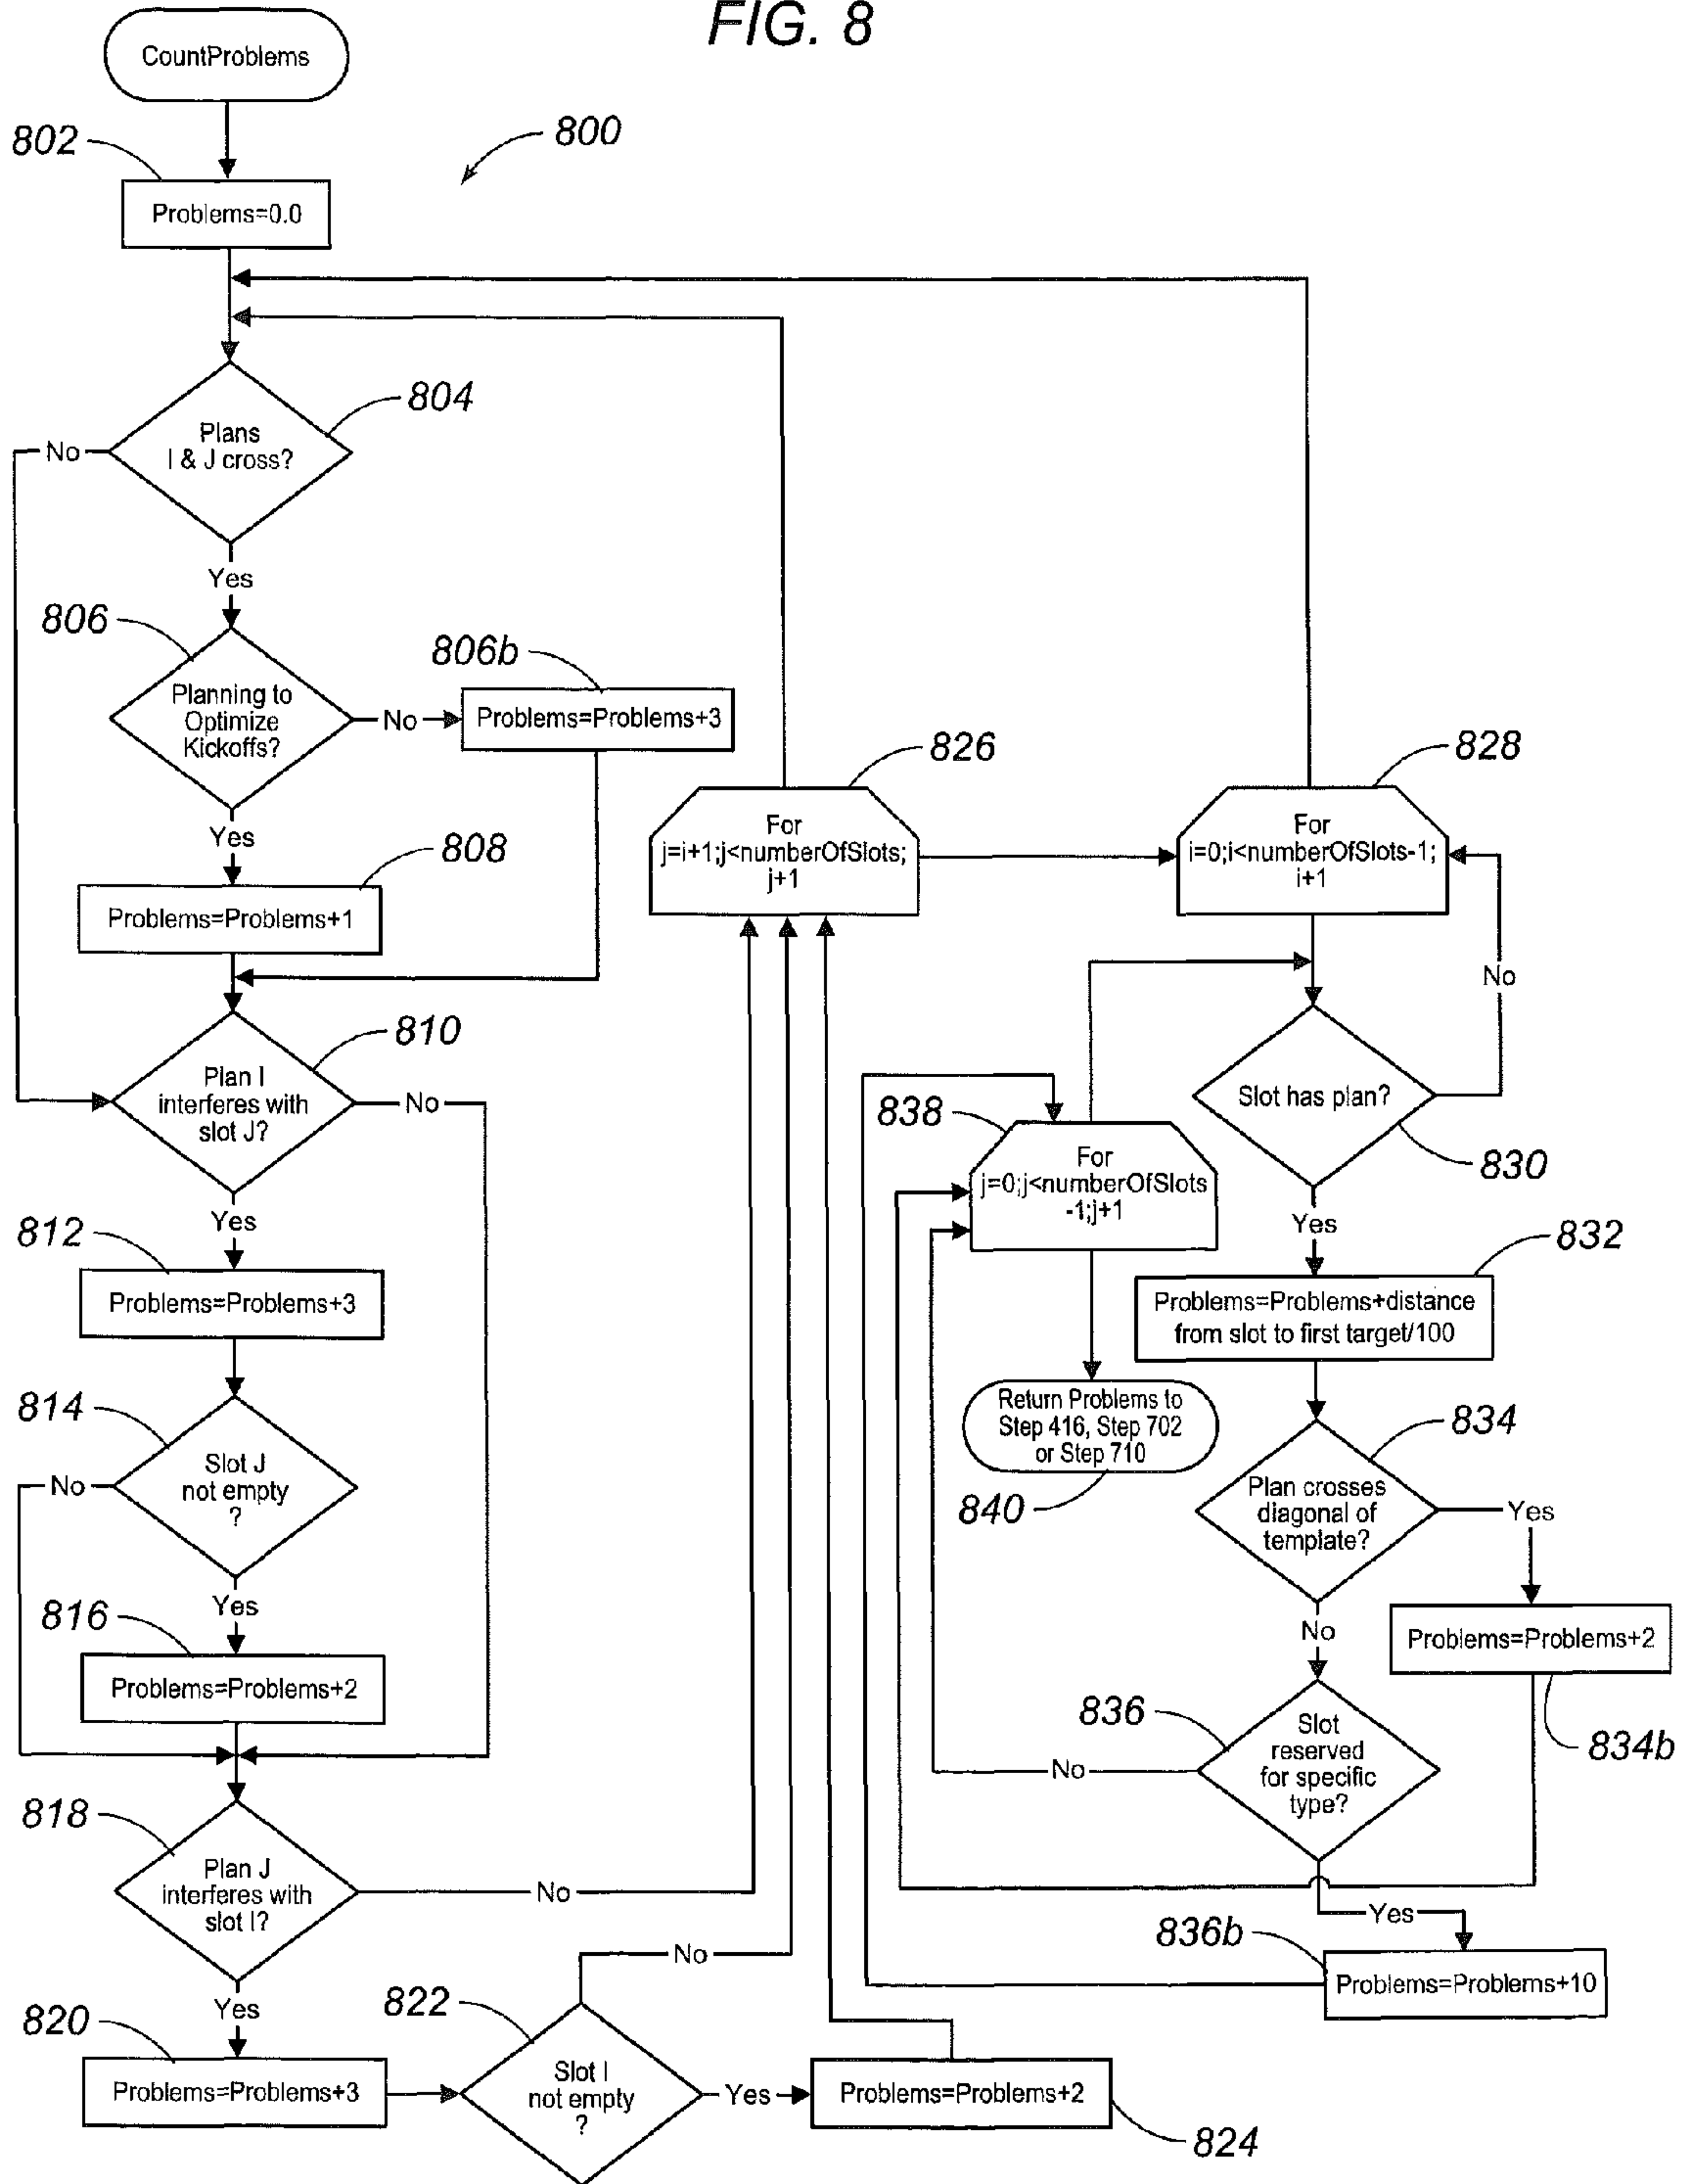 FIG. 8
CountProblems
800
802
Problems=0.0
804
Plans
I & J cross?
No
Yes
806
Planning to
Optimize
Kickoffs?
No
806b
Problems=Problems+3
Yes
808
Problems=Problems+1
810
Plan I
interferes with
slot J?
No
Yes
812
Problems=Problems+3
814
Slot J
not empty
?
No
Yes
816
Problems=Problems+2
818
Plan J
interferes with
slot I?
No
Yes
820
Problems=Problems+3
822
Slot I
not empty
?
No
Yes
Problems=Problems+2
824
826
For
j=i+1;j<numberOfSlots;
j+1
828
For
i=0;i<numberOfSlots-1;
i+1
No
Slot has plan?
830
Yes
832
Problems=Problems+distance
from slot to first target/100
834
Plan crosses
diagonal of
template?
Yes
Problems=Problems+2
834b
No
836
Slot
reserved
for specific
type?
No
Yes
836b
Problems=Problems+10
838
For
j=0;j<numberOfSlots
-1;j+1
Return Problems to
Step 416, Step 702
or Step 710
840